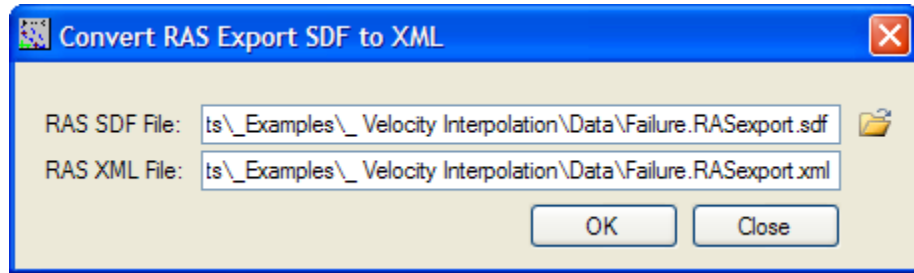 Convert RAS Export SDF to XML
RAS SDF File: ts\_Examples\_ Velocity Interpolation\Data\Failure.RASexport.sdf
RAS XML File: ts\_Examples\_ Velocity Interpolation\Data\Failure.RASexport.xml
OK Close